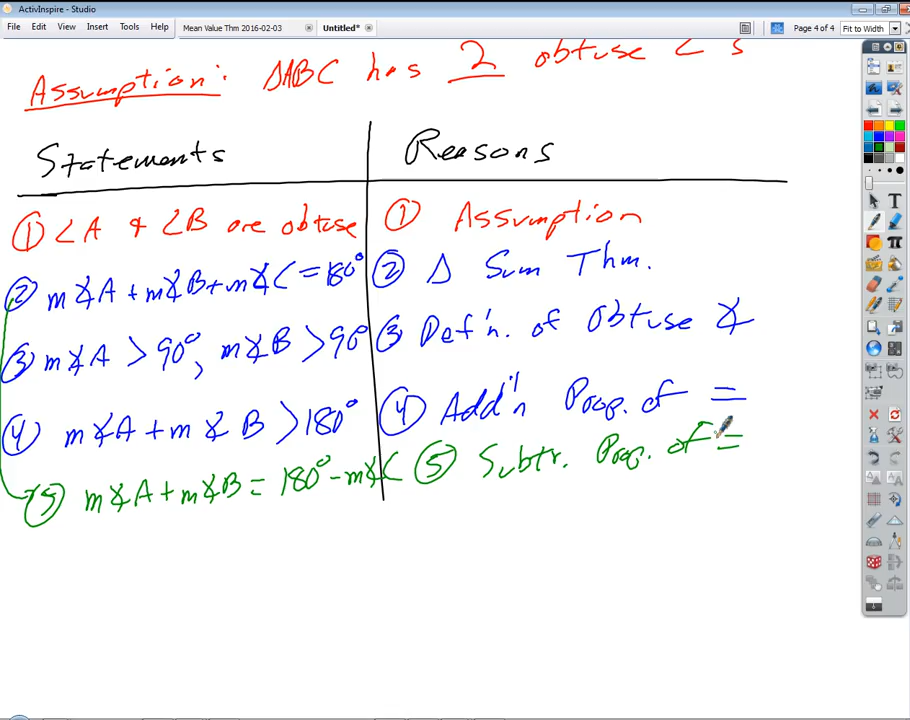 ActivInspire - Studio
File Edit View Insert Tools Help Mean Value Thm 2016-02-03 Untitled* Page 4 of 4 Fit to Width
Assumption: ΔABC has 2 obtuse ∠'s
Statements Reasons
① ∠A & ∠B are obtuse ① Assumption
② m∡A + m∡B + m∡C = 180° ② Δ Sum Thm.
③ m∡A > 90°, m∡B > 90° ③ Def'n. of Obtuse ∡
④ m∡A + m∡B > 180° ④ Add'n Prop. of =
⑤ m∡A + m∡B = 180° - m∡C ⑤ Subtr. Prop. of =